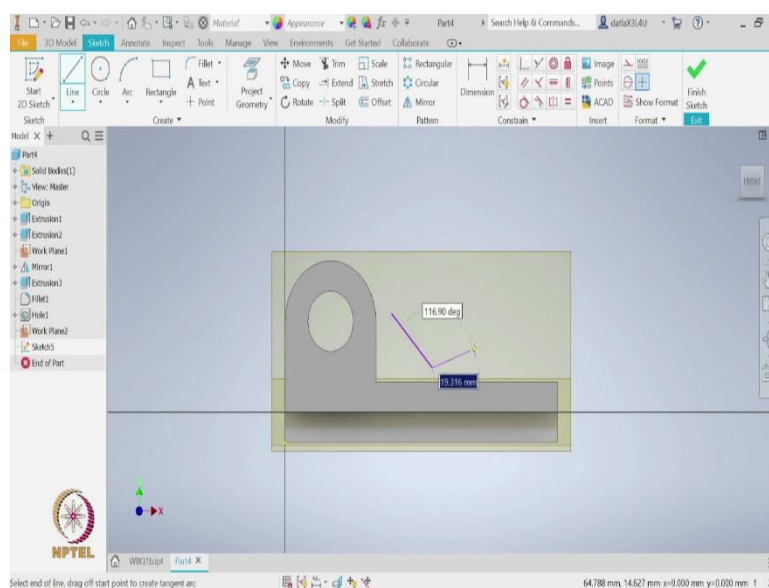 Material
Appearance
Part4
Search Help & Commands...
datlaX3L4U
File 3D Model Sketch Annotate Inspect Tools Manage View Environments Get Started Collaborate
Start
2D Sketch
Line
Circle
Arc
Rectangle
Fillet
Text
Point
Project
Geometry
Move
Trim
Scale
Copy
Extend
Stretch
Rotate
Split
Offset
Rectangular
Circular
Mirror
Dimension
Image
Points
ACAD
Show Format
Finish
Sketch
Sketch
Create
Modify
Pattern
Constrain
Insert
Format
Exit
Model X +
Part4
Solid Bodies(1)
View: Master
Origin
Extrusion1
Extrusion2
Work Plane1
Mirror1
Extrusion3
Fillet1
Hole1
Work Plane2
Sketch5
End of Part
FRONT
116.90 deg
19.316 mm
X
NPTEL
Part4 X
Select end of line, drag off start point to create tangent arc
64.788 mm, 14.627 mm x=0.000 mm y=0.000 mm 1